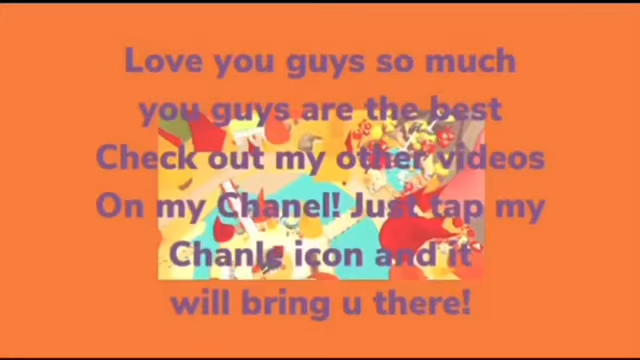 Love you guys so much
you guys are the best
Check out my other videos
On my Chanel! Just tap my
Chanle icon and it
will bring u there!